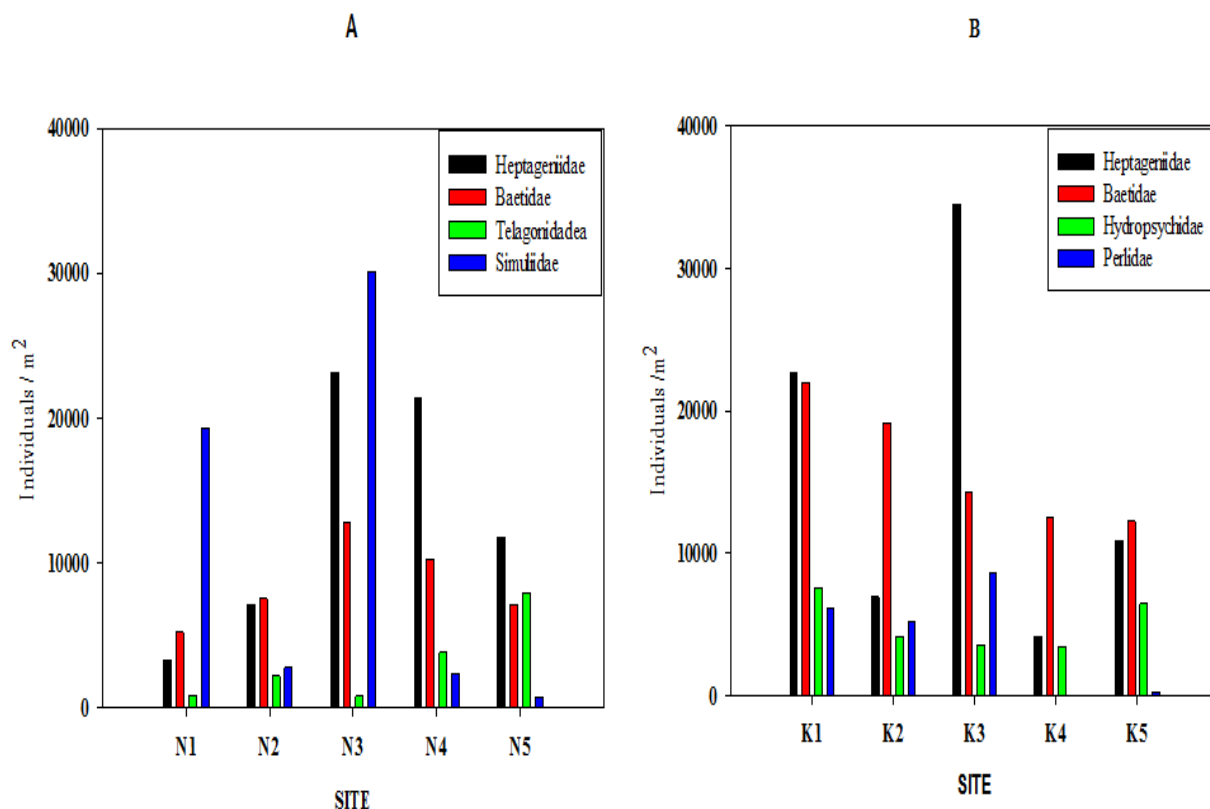 A
40000
30000
20000
10000
0
Individuals / m²
Heptageniidae
Baetidae
Telagonidadea
Simuliidae
N1 N2 N3 N4 N5
SITE
B
40000
30000
20000
10000
0
Individuals /m²
Heptageniidae
Baetidae
Hydropsychidae
Perlidae
K1 K2 K3 K4 K5
SITE